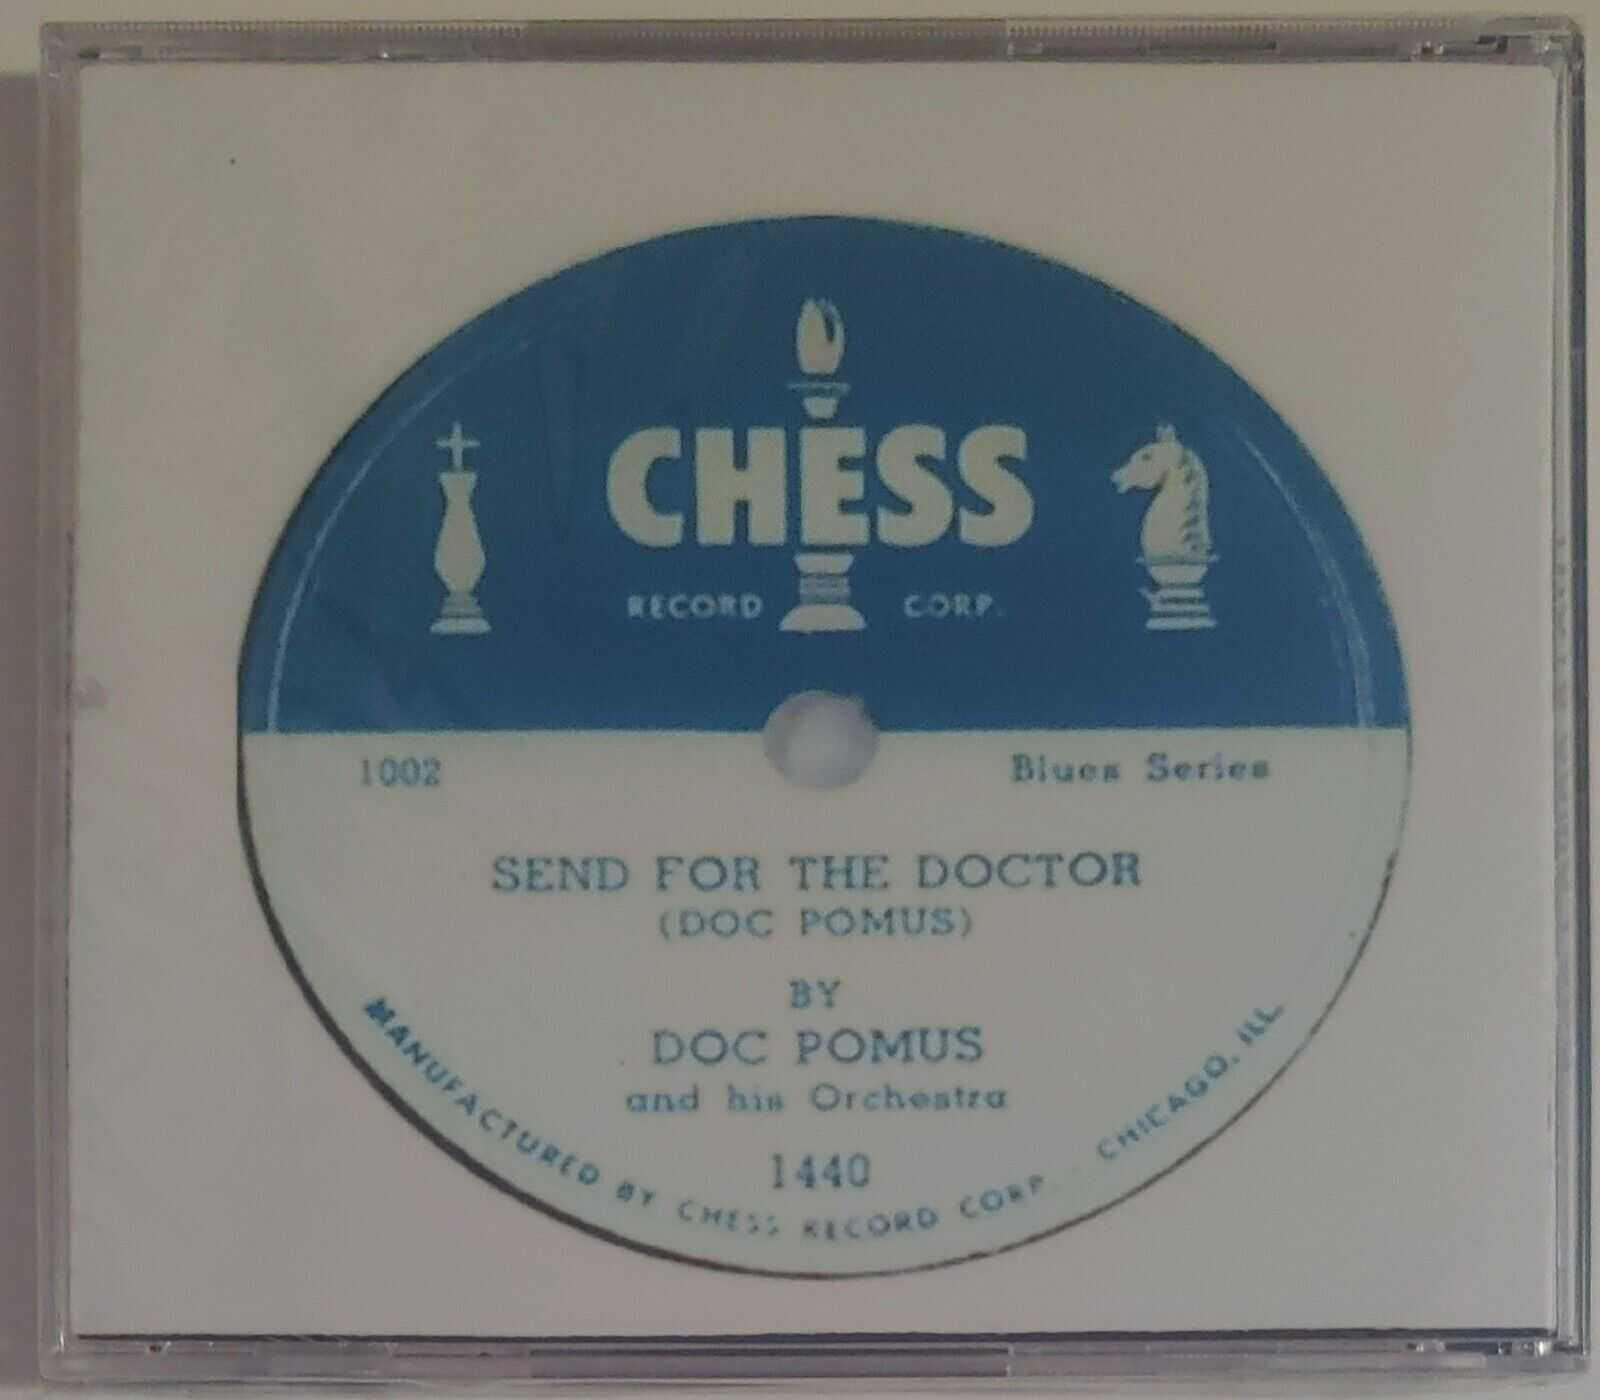 CHESS
RECORD CORP.
1002 Blues Series
SEND FOR THE DOCTOR
(DOC POMUS)
BY
DOC POMUS
and his Orchestra
1440
MANUFACTURED BY CHESS RECORD CORP. CHICAGO, ILL